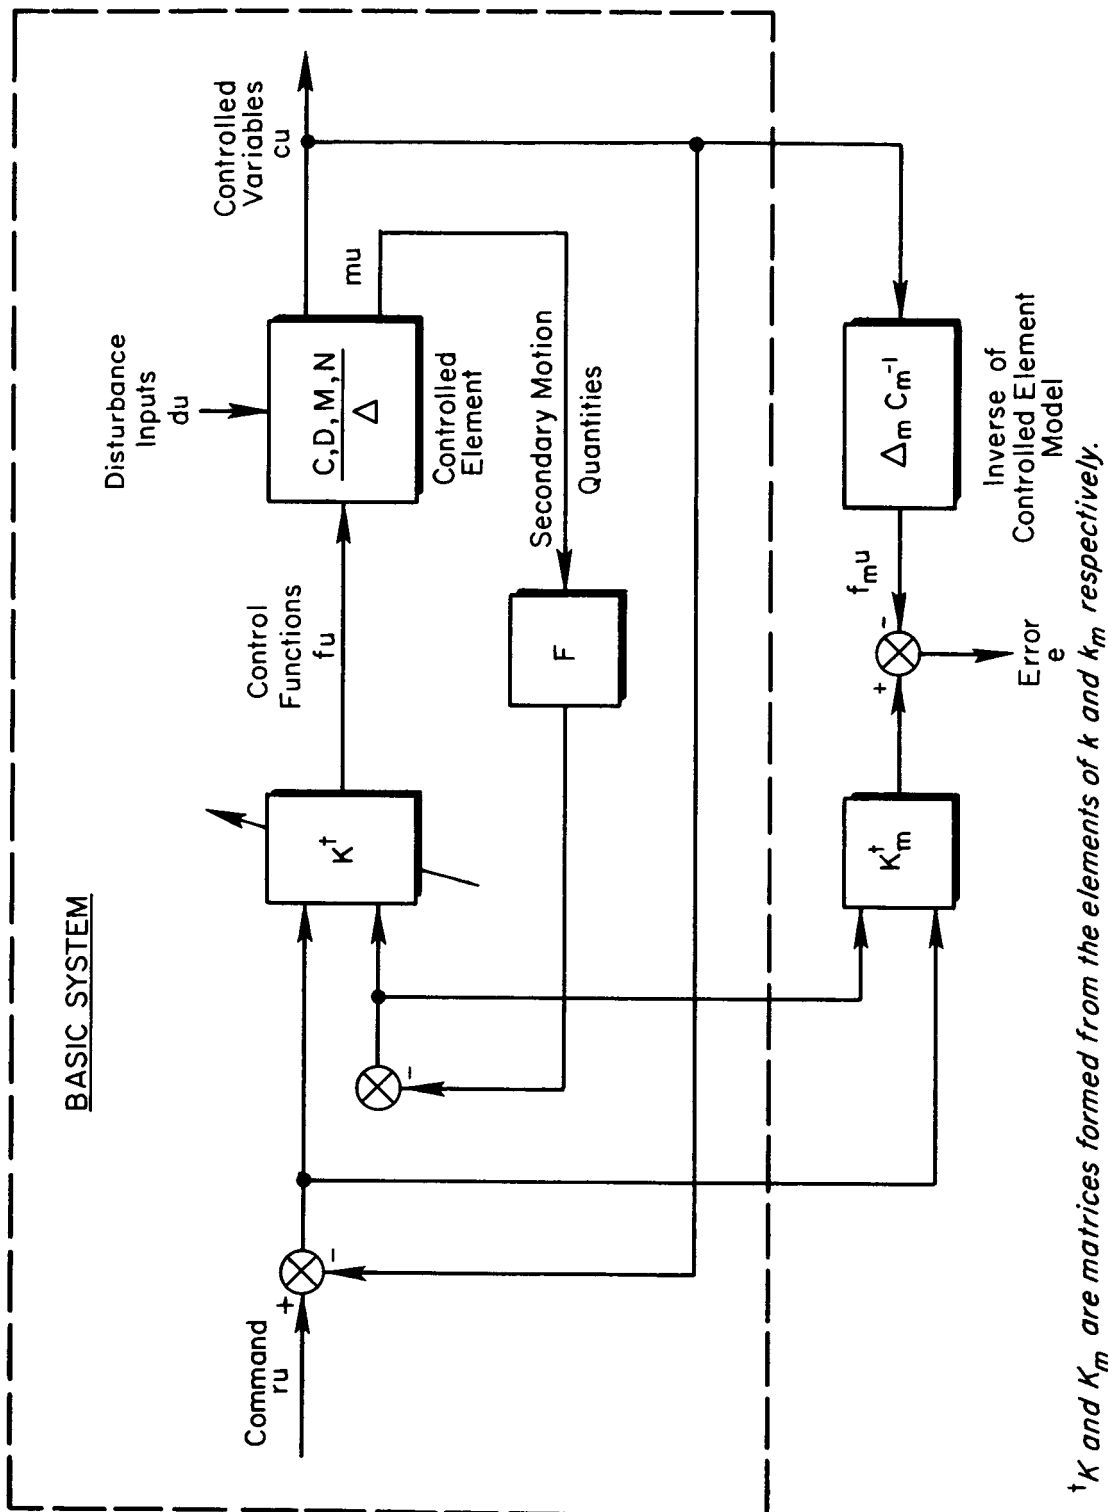 BASIC SYSTEM
Command
ru
+
-
-
K†
Control
Functions
fu
Disturbance
Inputs
du
C, D, M, N
Δ
Controlled
Element
mu
Controlled
Variables
cu
Secondary Motion
Quantities
F
K†m
+
-
Error
e
fmu
Δm Cm-1
Inverse of
Controlled Element
Model
†K and Km are matrices formed from the elements of k and km respectively.